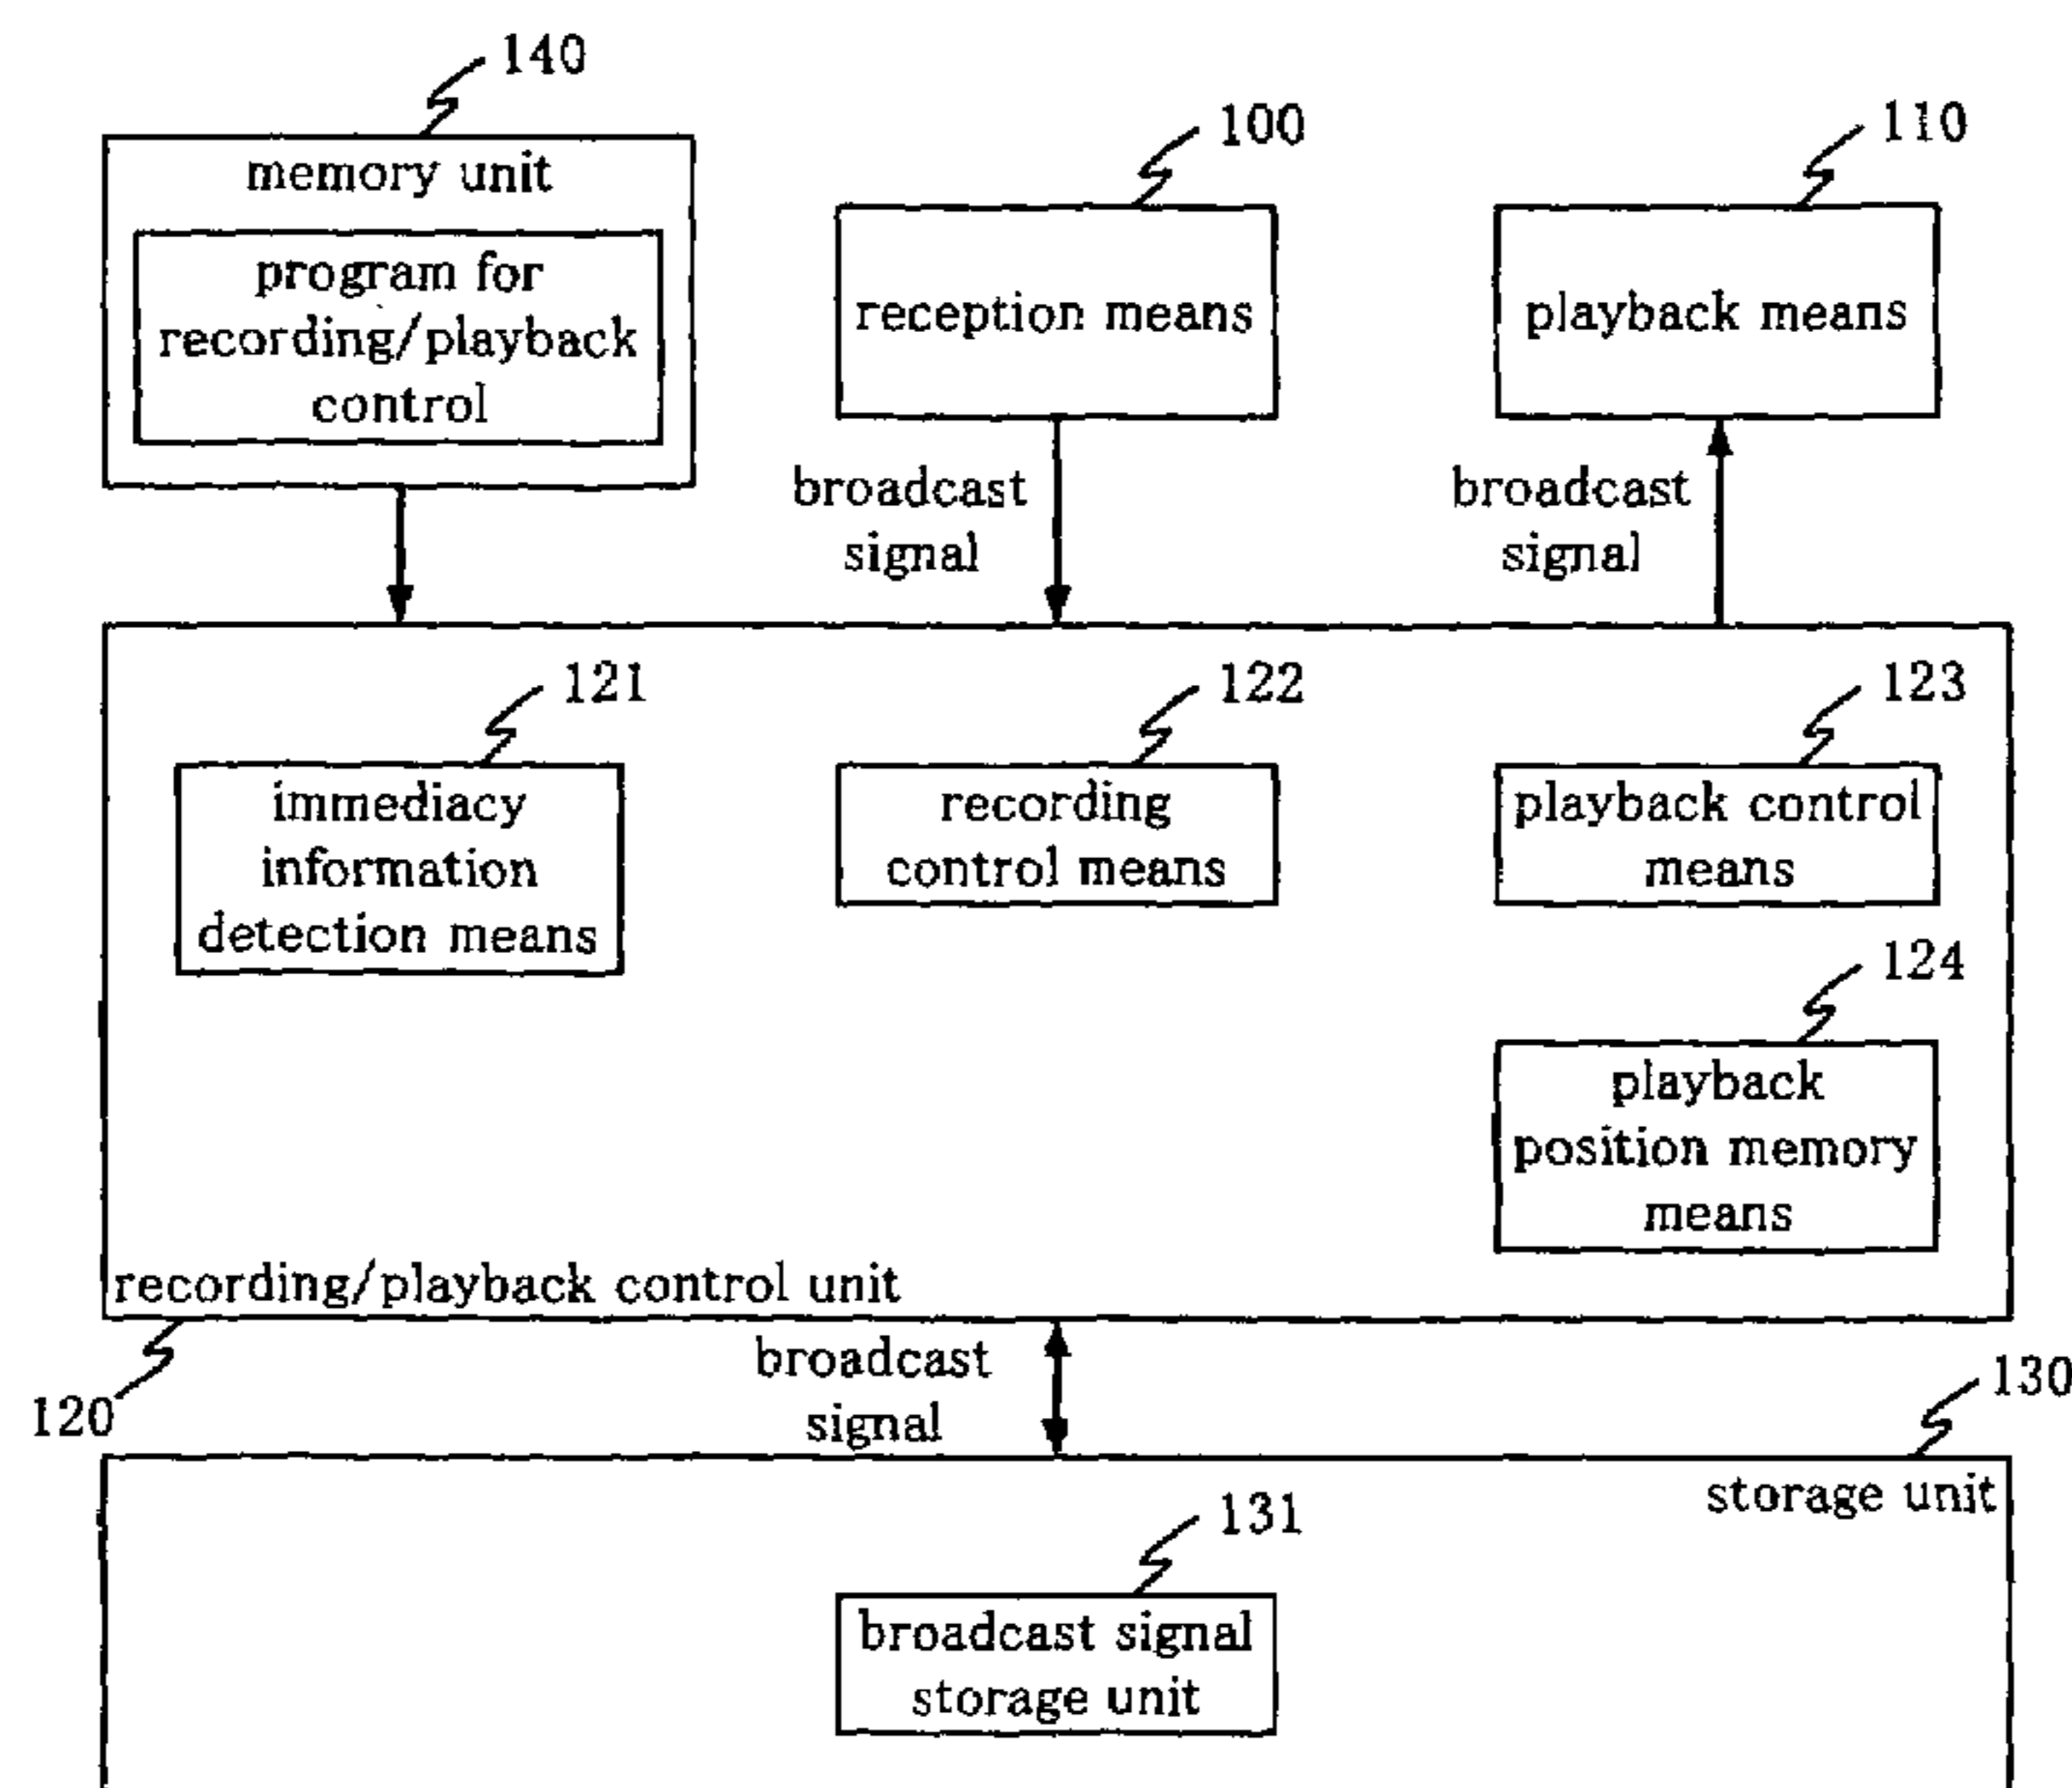 140
memory unit
program for
recording/playback
control
100
reception means
110
playback means
broadcast
signal
broadcast
signal
121
immediacy
information
detection means
122
recording
control means
123
playback control
means
124
playback
position memory
means
recording/playback control unit
120
broadcast
signal
130
storage unit
131
broadcast signal
storage unit